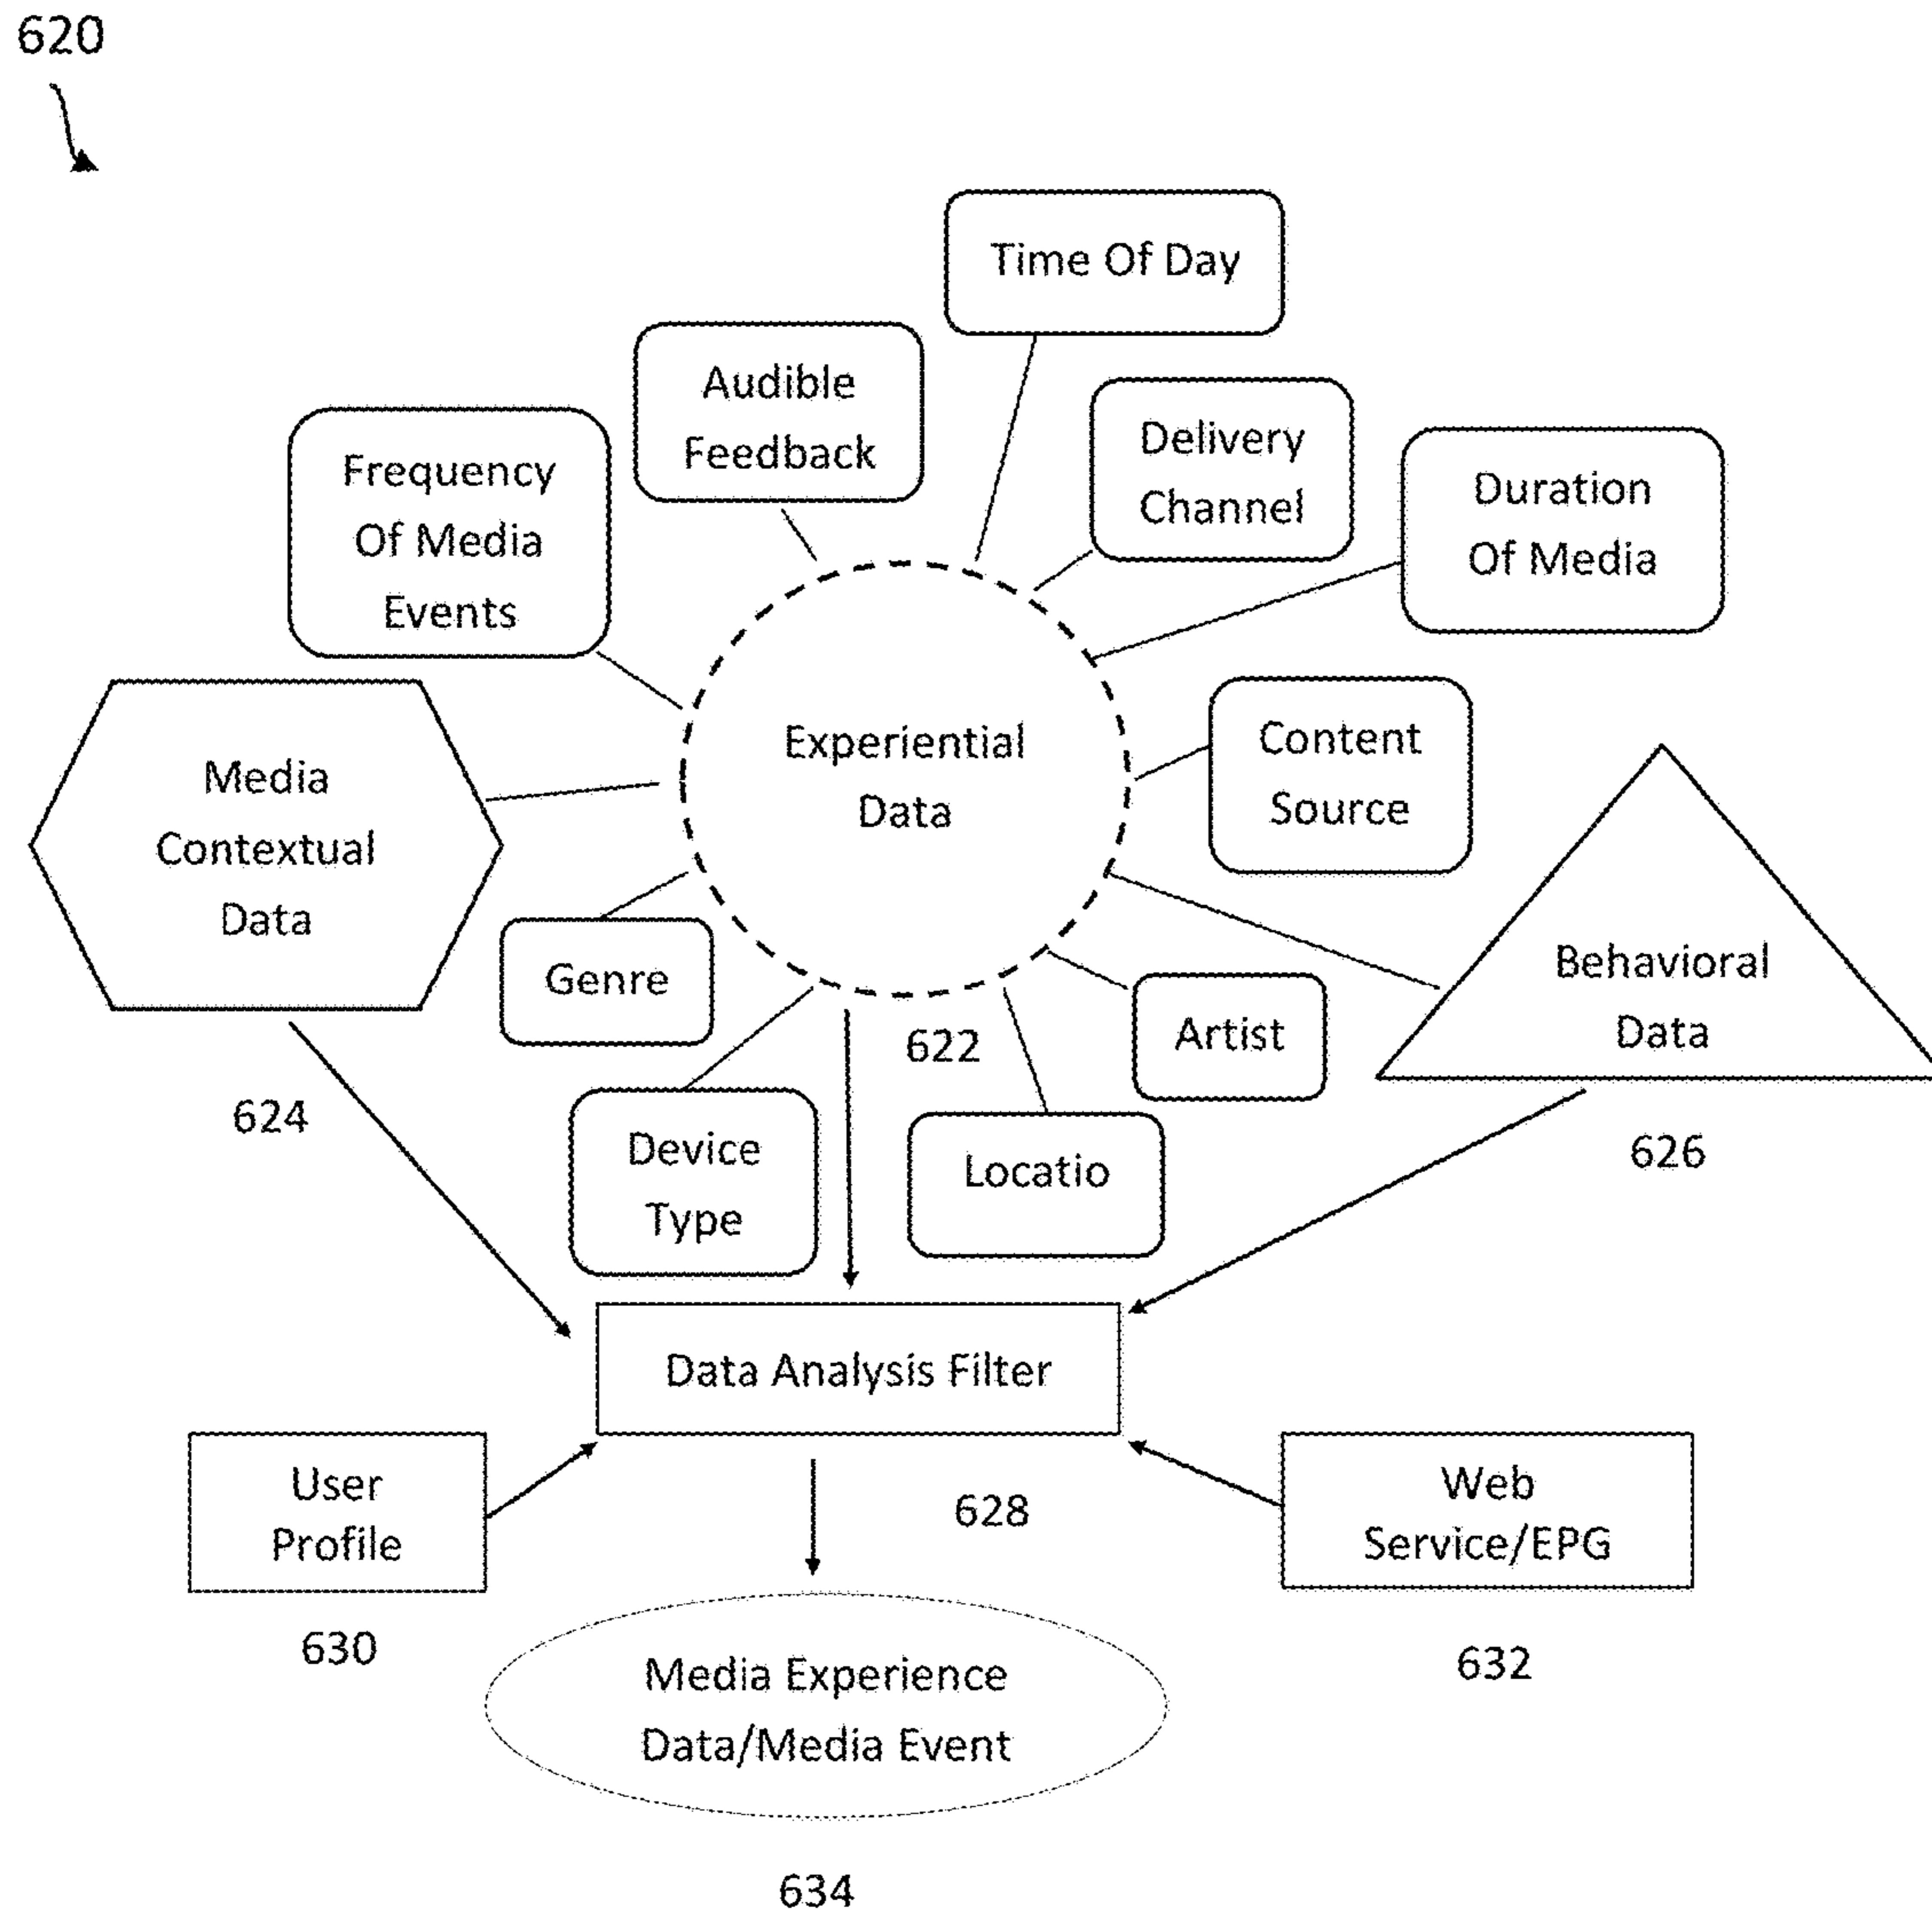 620
Time Of Day
Audible
Feedback
Delivery
Channel
Frequency
Of Media
Events
Duration
Of Media
Experiential
Data
Content
Source
Media
Contextual
Data
Genre
Behavioral
Data
622
Artist
624
Device
Type
Locatio
626
Data Analysis Filter
User
Profile
628
Web
Service/EPG
630
632
Media Experience
Data/Media Event
634